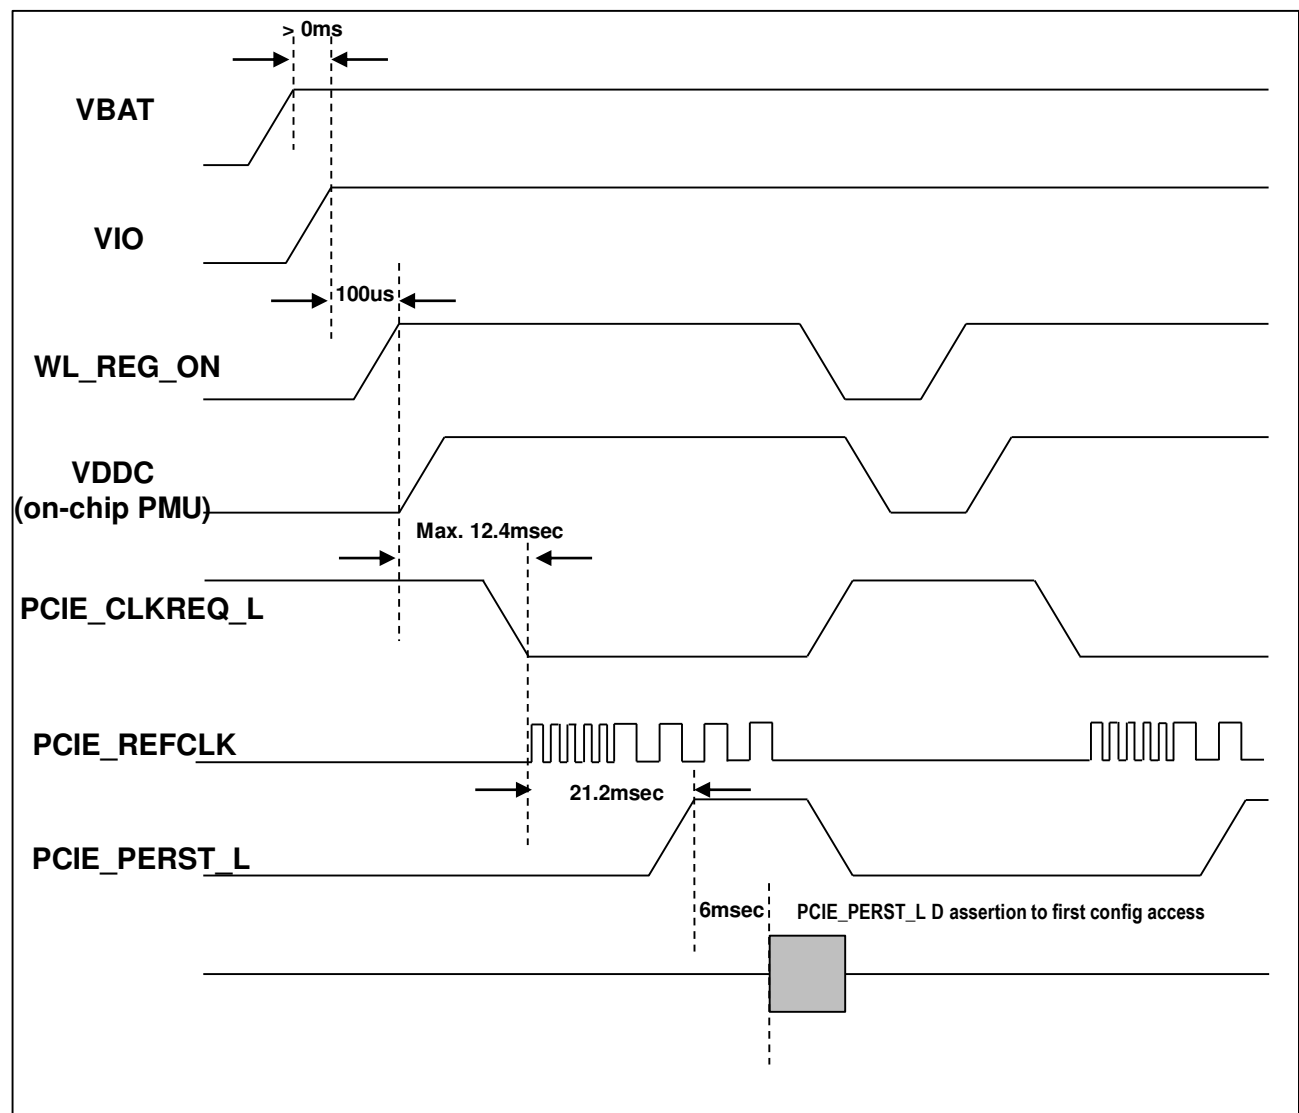 > 0ms
VBAT
VIO
100us
WL_REG_ON
VDDC
(on-chip PMU)
Max. 12.4msec
PCIE_CLKREQ_L
PCIE_REFCLK
21.2msec
PCIE_PERST_L
6msec
PCIE_PERST_L D assertion to first config access